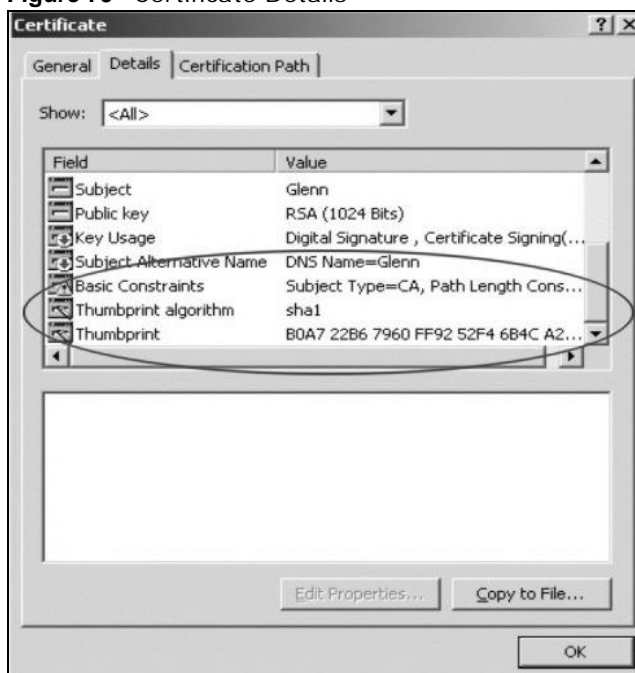 Certificate Details
Certificate
General Details Certification Path
Show: <All>
Field Value
Subject Glenn
Public key RSA (1024 Bits)
Key Usage Digital Signature , Certificate Signing(...
Subject Alternative Name DNS Name=Glenn
Basic Constraints Subject Type=CA, Path Length Cons...
Thumbprint algorithm sha1
Thumbprint B0A7 22B6 7960 FF92 52F4 6B4C A2...
Edit Properties... Copy to File...
OK